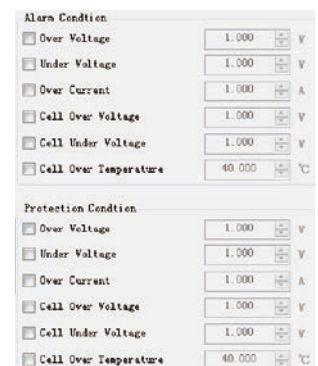 Alarm Condtion
Over Voltage 1.000 V
Under Voltage 1.000 V
Over Current 1.000 A
Cell Over Voltage 1.000 V
Cell Under Voltage 1.000 V
Cell Over Temperature 40.000 ℃
Protection Condtion
Over Voltage 1.000 V
Under Voltage 1.000 V
Over Current 1.000 A
Cell Over Voltage 1.000 V
Cell Under Voltage 1.000 V
Cell Over Temperature 40.000 ℃